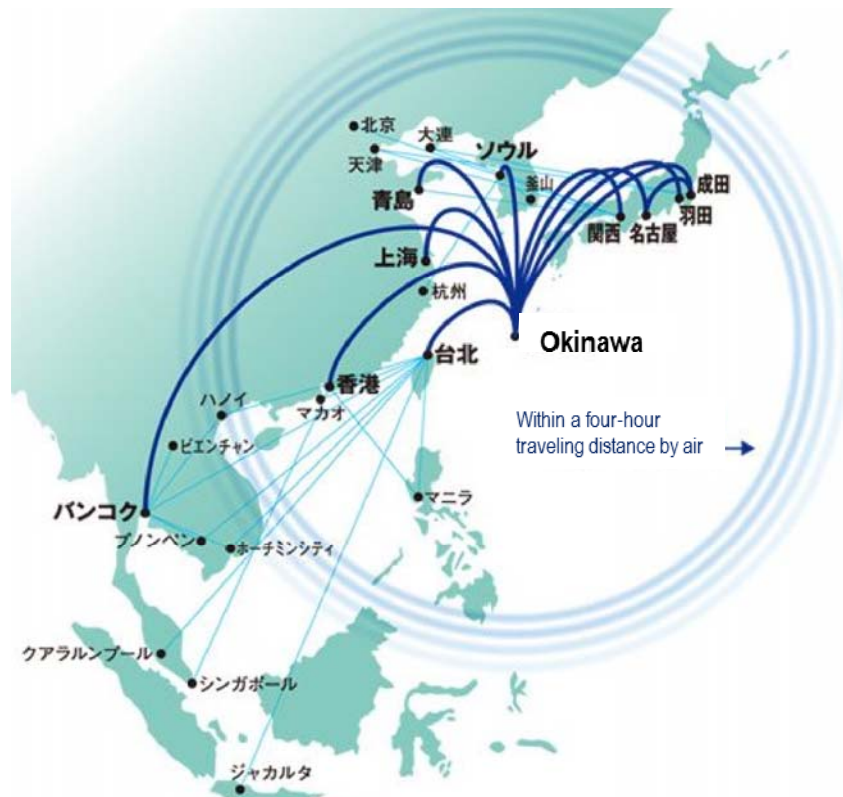 北京
大連
天津
ソウル
釜山
青島
成田
羽田
関西
名古屋
上海
杭州
Okinawa
台北
香港
マカオ
ハノイ
ビエンチャン
Within a four-hour
traveling distance by air
マニラ
バンコク
プノンペン
ホーチミンシティ
クアラルンプール
シンガポール
ジャカルタ